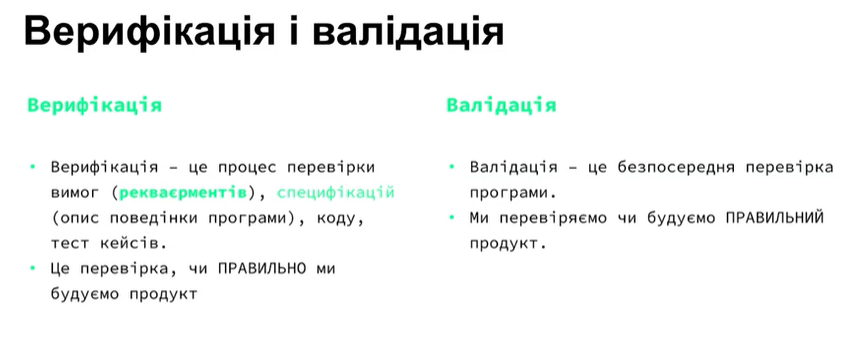 Верифікація і валідація
Верифікація
• Верифікація – це процес перевірки
вимог (рекваєрментів), специфікацій
(опис поведінки програми), коду,
тест кейсів.
• Це перевірка, чи ПРАВИЛЬНО ми
будуємо продукт
Валідація
• Валідація – це безпосередня перевірка
програми.
• Ми перевіряємо чи будуємо ПРАВИЛЬНИЙ
продукт.